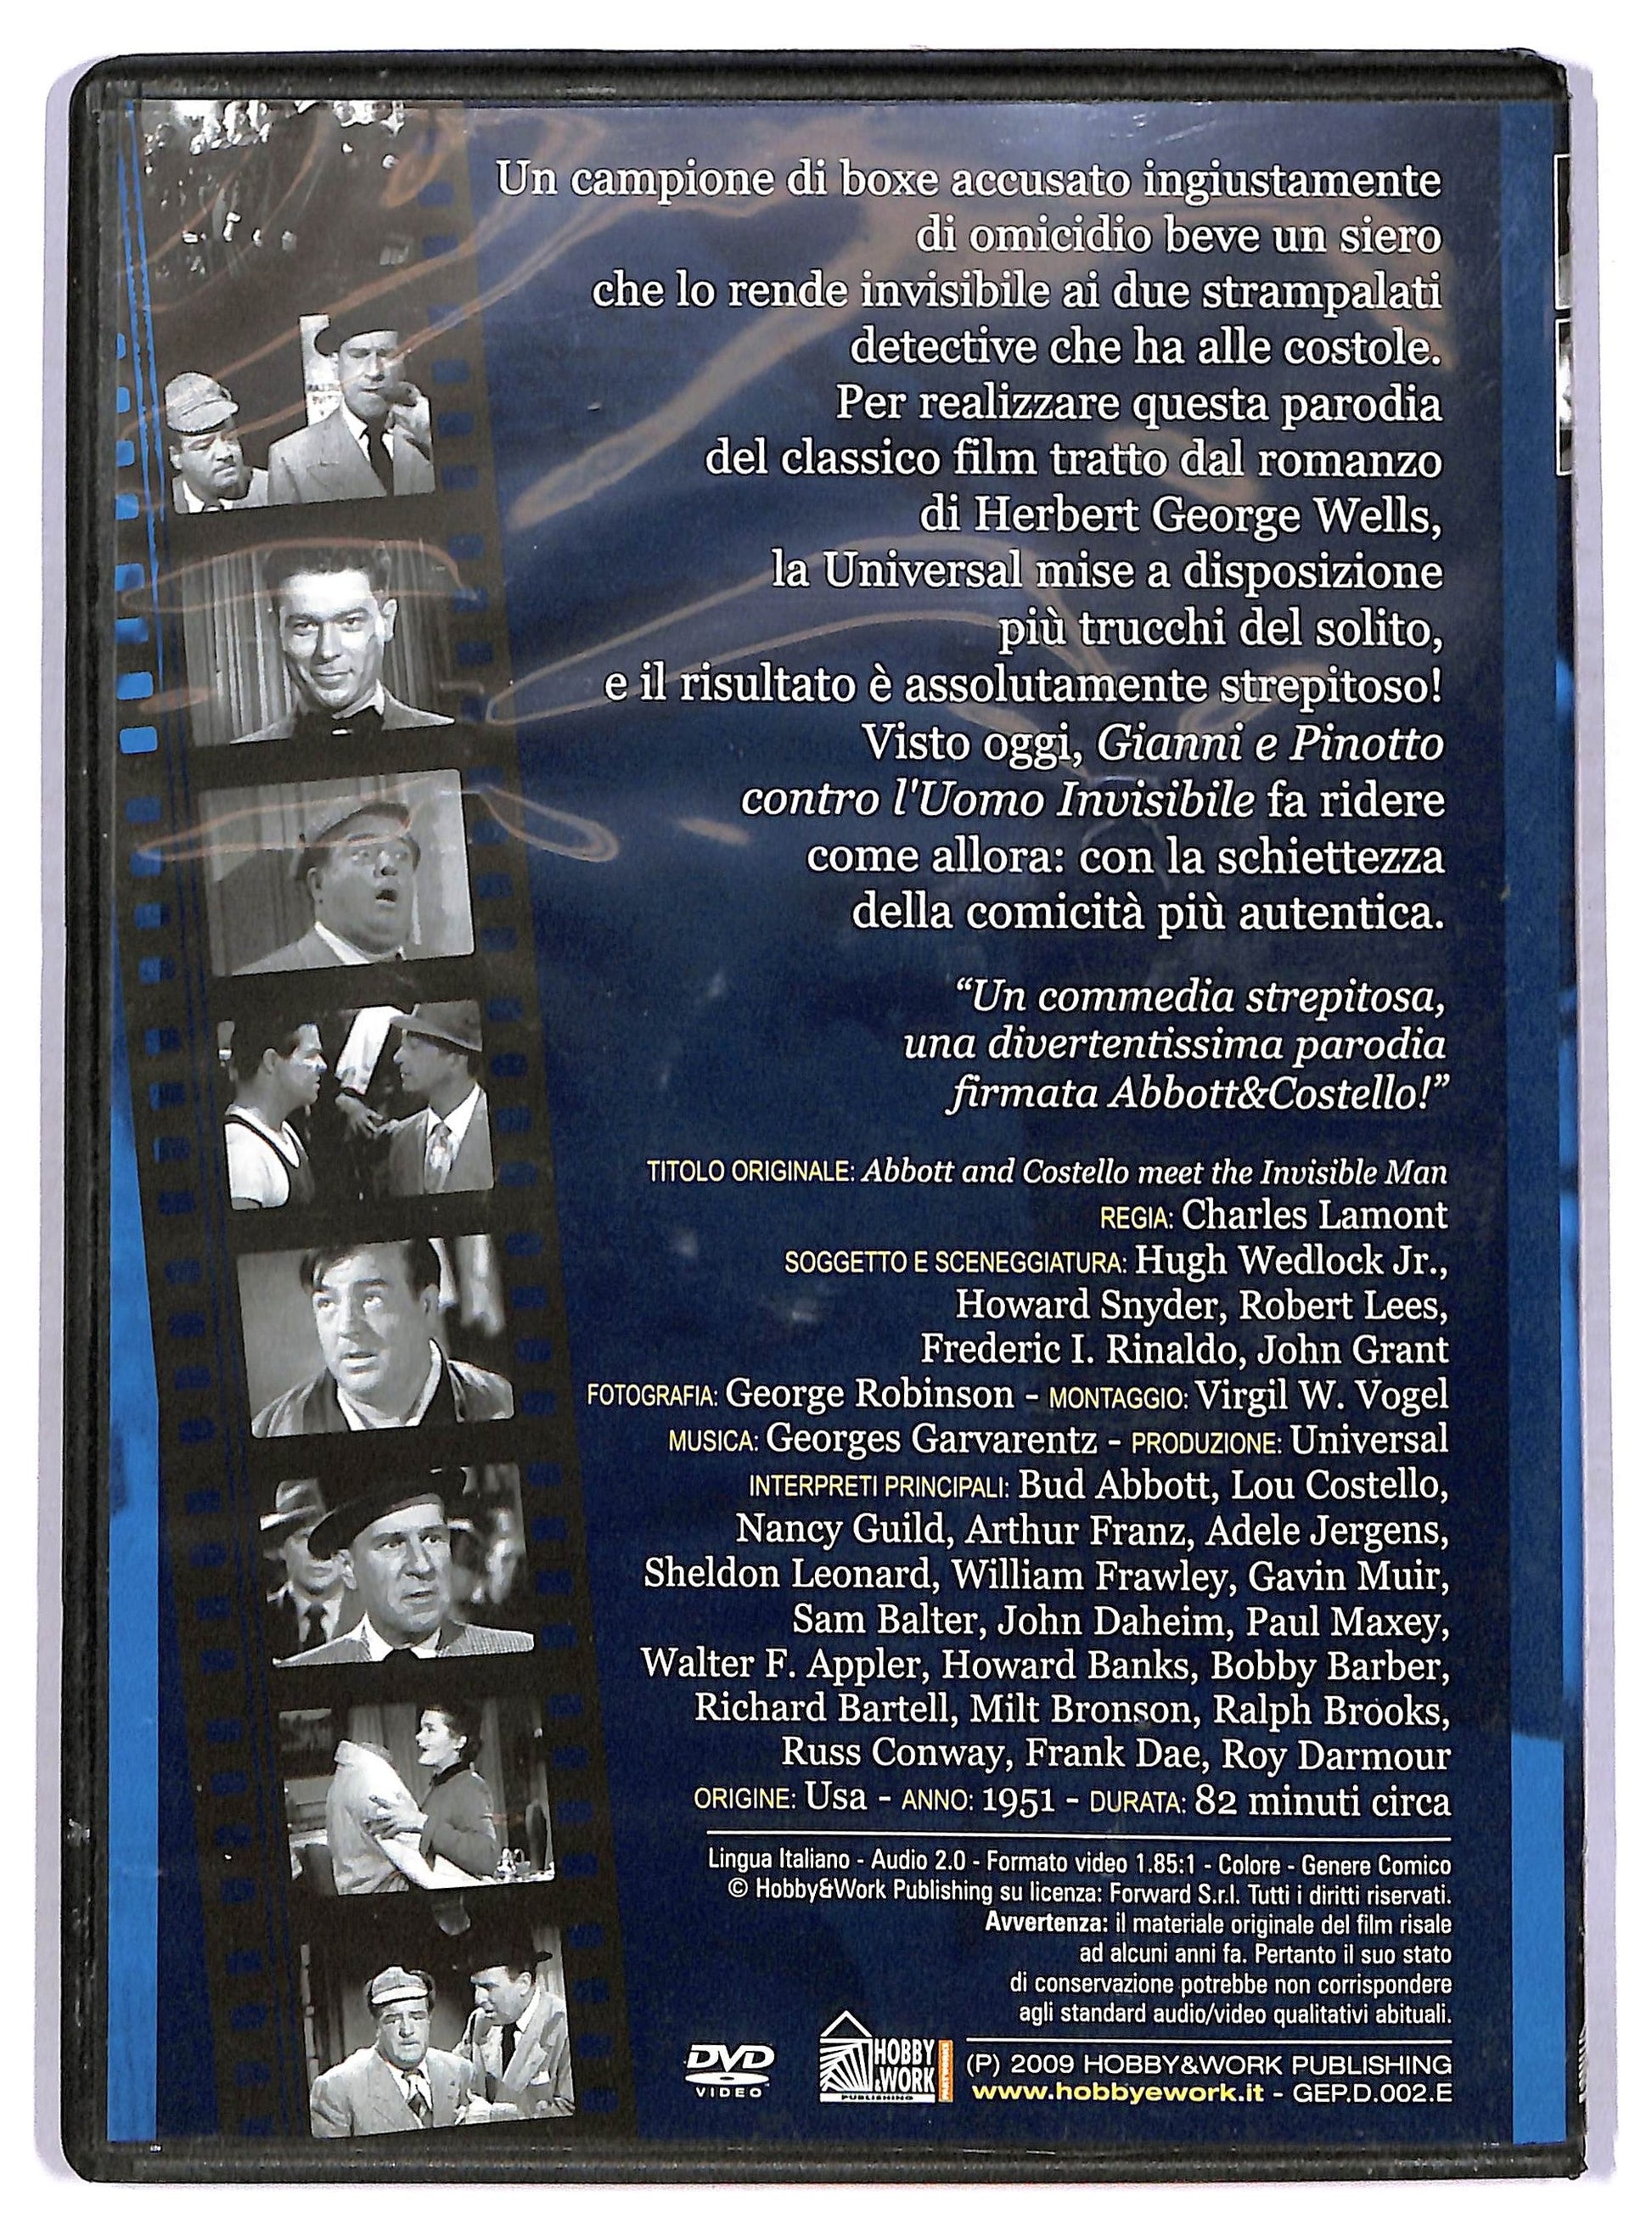 Un campione di boxe accusato ingiustamente
di omicidio beve un siero
che lo rende invisibile ai due strampalati
detective che ha alle costole.
Per realizzare questa parodia
del classico film tratto dal romanzo
di Herbert George Wells,
la Universal mise a disposizione
più trucchi del solito,
e il risultato è assolutamente strepitoso!
Visto oggi, Gianni e Pinotto
contro l'Uomo Invisibile fa ridere
come allora: con la schiettezza
della comicità più autentica.
“Un commedia strepitosa,
una divertentissima parodia
firmata Abbott&Costello!”
TITOLO ORIGINALE: Abbott and Costello meet the Invisible Man
REGIA: Charles Lamont
SOGGETTO E SCENEGGIATURA: Hugh Wedlock Jr.,
Howard Snyder, Robert Lees,
Frederic I. Rinaldo, John Grant
FOTOGRAFIA: George Robinson - MONTAGGIO: Virgil W. Vogel
MUSICA: Georges Garvarentz - PRODUZIONE: Universal
INTERPRETI PRINCIPALI: Bud Abbott, Lou Costello,
Nancy Guild, Arthur Franz, Adele Jergens,
Sheldon Leonard, William Frawley, Gavin Muir,
Sam Balter, John Daheim, Paul Maxey,
Walter F. Appler, Howard Banks, Bobby Barber,
Richard Bartell, Milt Bronson, Ralph Brooks,
Russ Conway, Frank Dae, Roy Darmour
ORIGINE: Usa - ANNO: 1951 - DURATA: 82 minuti circa
Lingua Italiano - Audio 2.0 - Formato video 1.85:1 - Colore - Genere Comico
© Hobby&Work Publishing su licenza: Forward S.r.l. Tutti i diritti riservati.
Avvertenza: il materiale originale del film risale
ad alcuni anni fa. Pertanto il suo stato
di conservazione potrebbe non corrispondere
agli standard audio/video qualitativi abituali.
DVD
VIDEO
HOBBY
&WORK
PUBLISHING
(P) 2009 HOBBY&WORK PUBLISHING
www.hobbyework.it - GEP.D.002.E